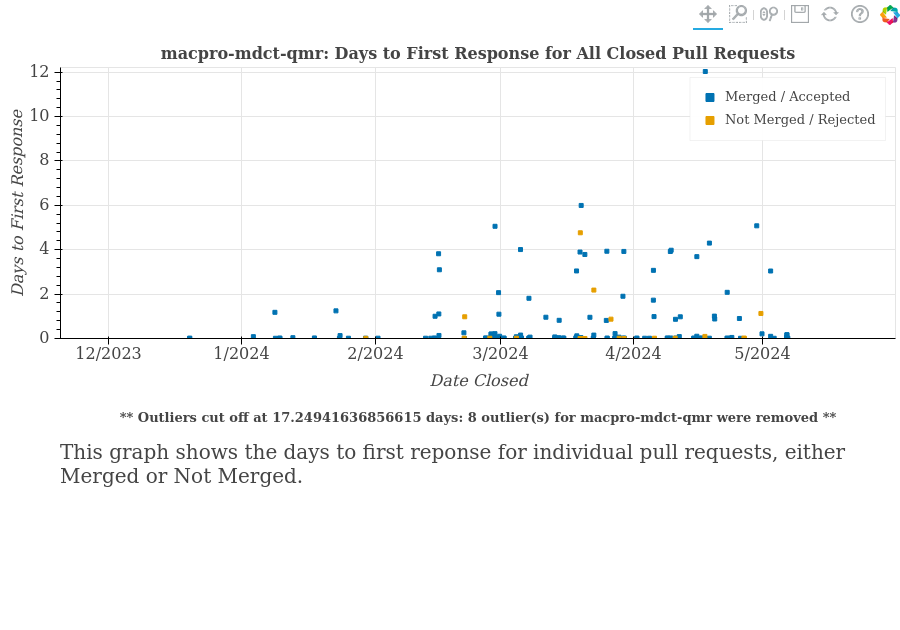 macpro-mdct-qmr: Days to First Response for All Closed Pull Requests
Merged / Accepted
Not Merged / Rejected
Days to First Response
12
10
8
6
4
2
0
12/2023 1/2024 2/2024 3/2024 4/2024 5/2024
Date Closed
** Outliers cut off at 17.24941636856615 days: 8 outlier(s) for macpro-mdct-qmr were removed **
This graph shows the days to first reponse for individual pull requests, either
Merged or Not Merged.